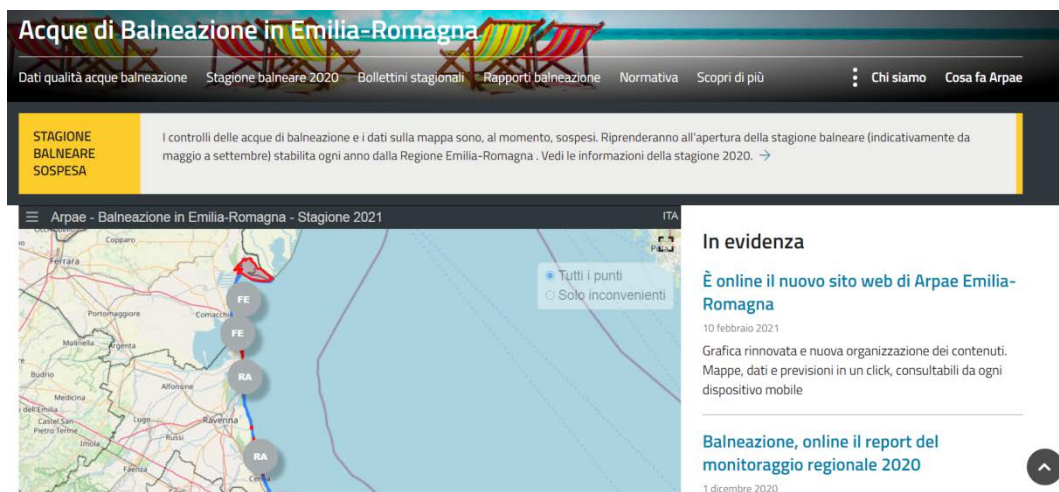 Acque di Balneazione in Emilia-Romagna
Dati qualità acque balneazione Stagione balneare 2020 Bollettini stagionali Rapporti balneazione Normativa Scopri di più Chi siamo Cosa fa Arpae
STAGIONE
BALNEARE
SOSPESA
I controlli delle acque di balneazione e i dati sulla mappa sono, al momento, sospesi. Riprenderanno all'apertura della stagione balneare (indicativamente da
maggio a settembre) stabilita ogni anno dalla Regione Emilia-Romagna . Vedi le informazioni della stagione 2020. →
Arpae - Balneazione in Emilia-Romagna - Stagione 2021 ITA
Copparo
Ferrara
FE
Portomaggiore
Comacchio
FE
Molinella
Argenta
Budrio
RA
Alfonsine
Medicina
dell'Emilia
Castel San
Pietro Terme
Lugo
Ravenna
Russi
Imola
RA
Faenza
Cervia
Tutti i punti
Solo inconvenienti
In evidenza
È online il nuovo sito web di Arpae Emilia-
Romagna
10 febbraio 2021
Grafica rinnovata e nuova organizzazione dei contenuti.
Mappe, dati e previsioni in un click, consultabili da ogni
dispositivo mobile
Balneazione, online il report del
monitoraggio regionale 2020
1 dicembre 2020